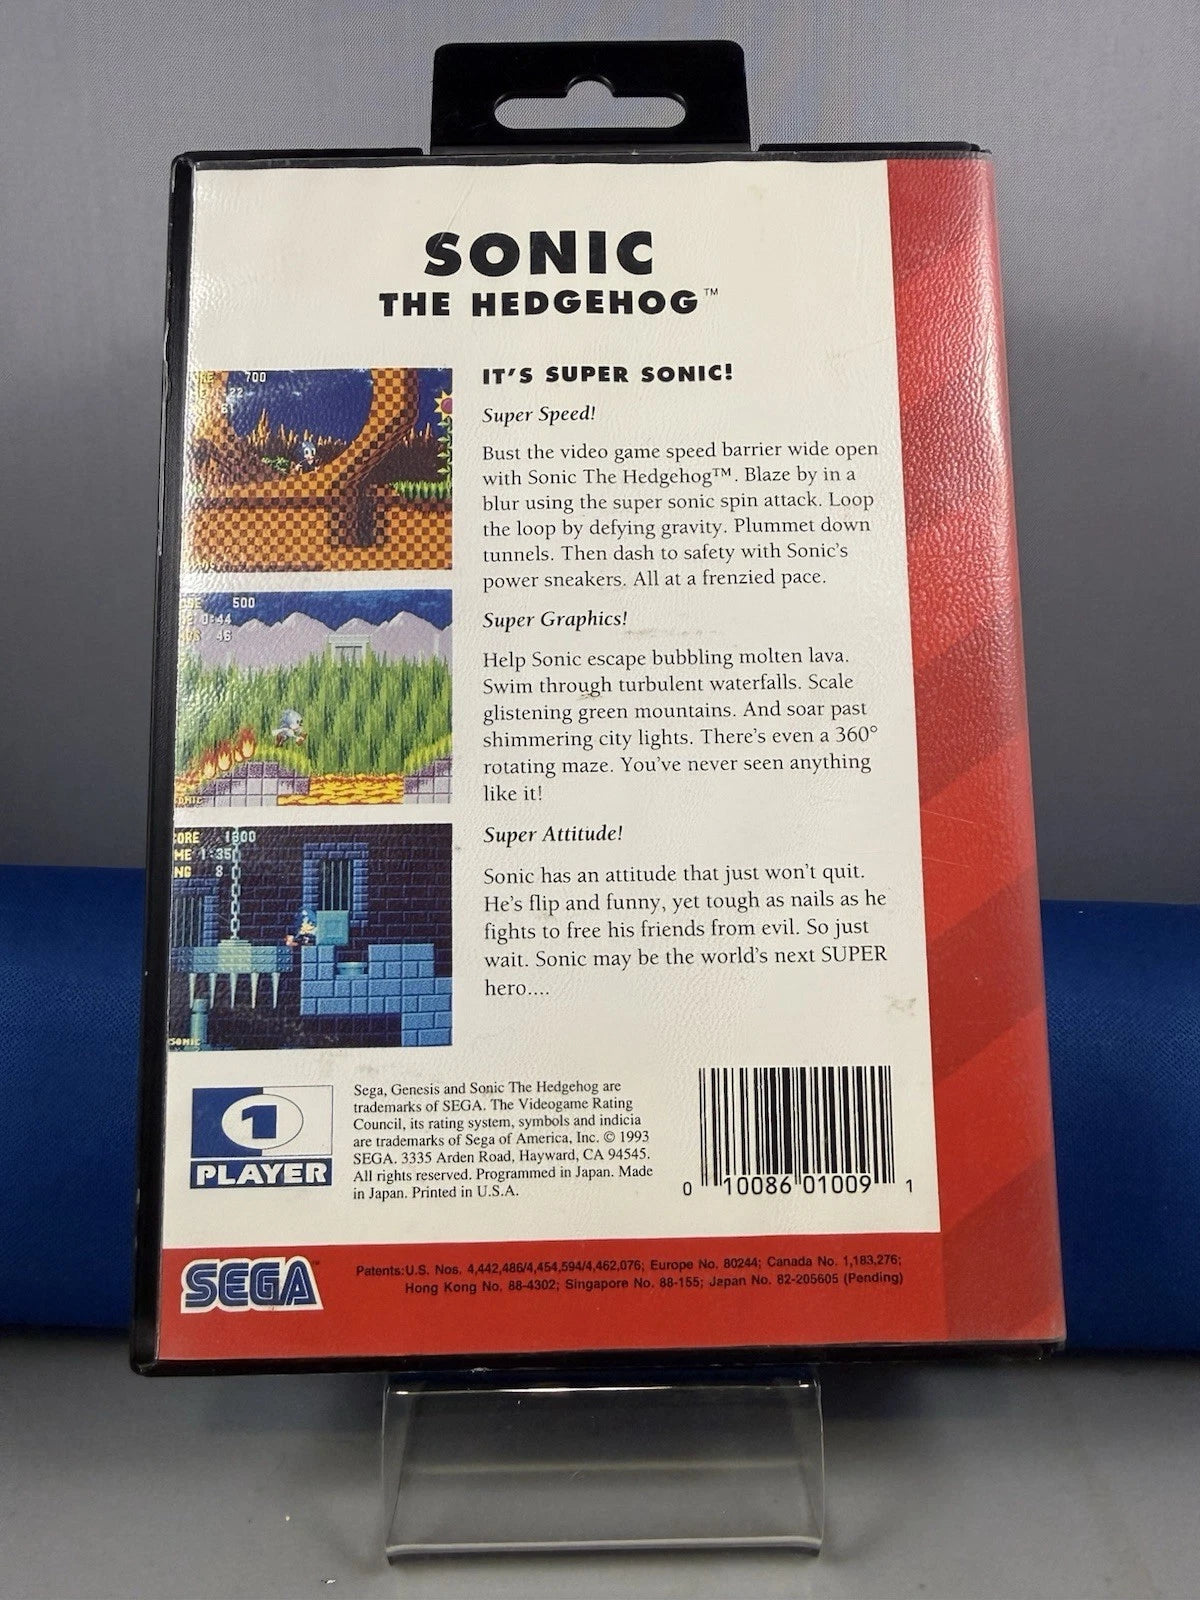 SONIC
THE HEDGEHOG™
IT'S SUPER SONIC!
Super Speed!
Bust the video game speed barrier wide open
with Sonic The Hedgehog™. Blaze by in a
blur using the super sonic spin attack. Loop
the loop by defying gravity. Plummet down
tunnels. Then dash to safety with Sonic's
power sneakers. All at a frenzied pace.
Super Graphics!
Help Sonic escape bubbling molten lava.
Swim through turbulent waterfalls. Scale
glistening green mountains. And soar past
shimmering city lights. There's even a 360°
rotating maze. You've never seen anything
like it!
Super Attitude!
Sonic has an attitude that just won't quit.
He's flip and funny, yet tough as nails as he
fights to free his friends from evil. So just
wait. Sonic may be the world's next SUPER
hero....
700
500
0:44
46
ORE 1300
ME 1:35
NG 8
SONIC
1
PLAYER
Sega, Genesis and Sonic The Hedgehog are
trademarks of SEGA. The Videogame Rating
Council, its rating system, symbols and indicia
are trademarks of Sega of America, Inc. © 1993
SEGA. 3335 Arden Road, Hayward, CA 94545.
All rights reserved. Programmed in Japan. Made
in Japan. Printed in U.S.A.
0 10086 01009 1
SEGA™
Patents:U.S. Nos. 4,442,486/4,454,594/4,462,076; Europe No. 80244; Canada No. 1,183,276;
Hong Kong No. 88-4302; Singapore No. 88-155; Japan No. 82-205605 (Pending)